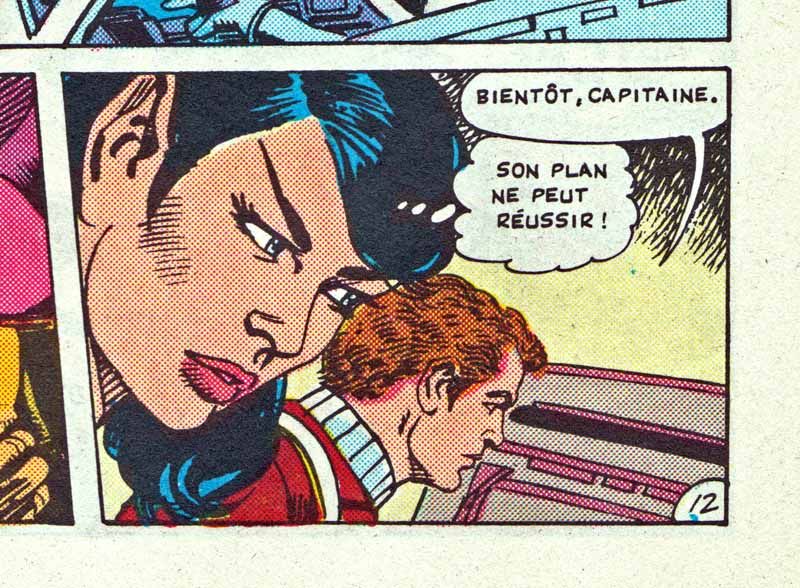 BIENTÔT, CAPITAINE.
SON PLAN
NE PEUT
RÉUSSIR !
12